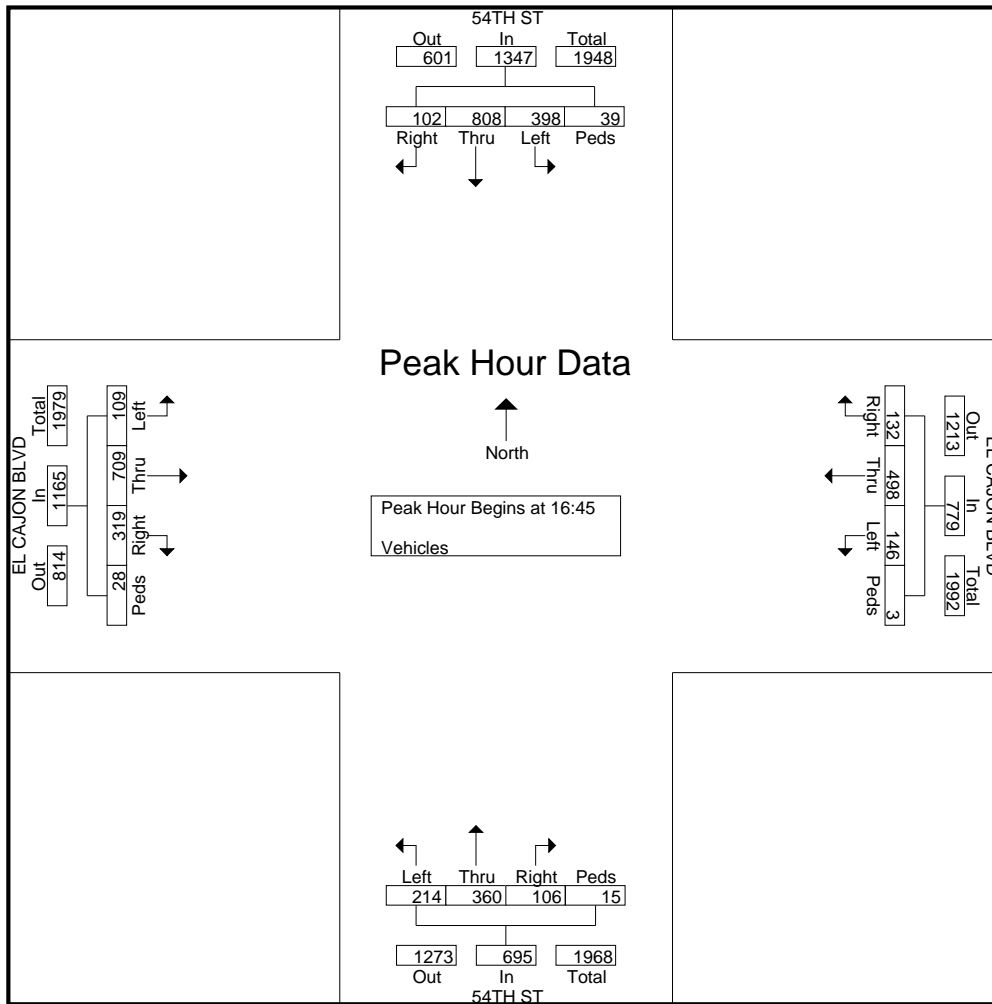 54TH ST
Out In Total
601 1347 1948
102 808 398 39
Right Thru Left Peds
Peak Hour Data
North
Peak Hour Begins at 16:45
Vehicles
EL CAJON BLVD
Total In Out
1979 1165 814
109 709 319 28
Left Thru Right Peds
EL CAJON BLVD
Out In Total
1213 779 1992
132 498 146 3
Right Thru Left Peds
Left Thru Right Peds
214 360 106 15
1273 695 1968
Out In Total
54TH ST